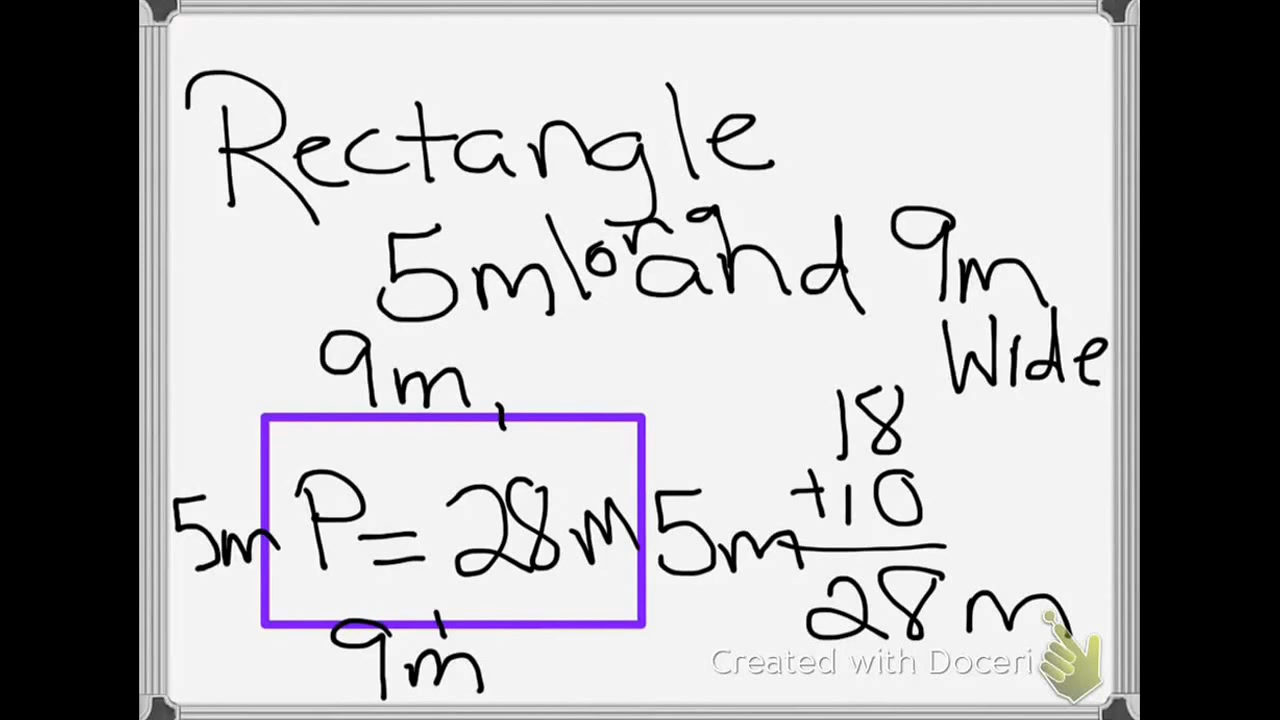 Rectangle
5m long and 9m
wide
9m
5m P=28m 5m
9m
18
+10
28m
Created with Doceri